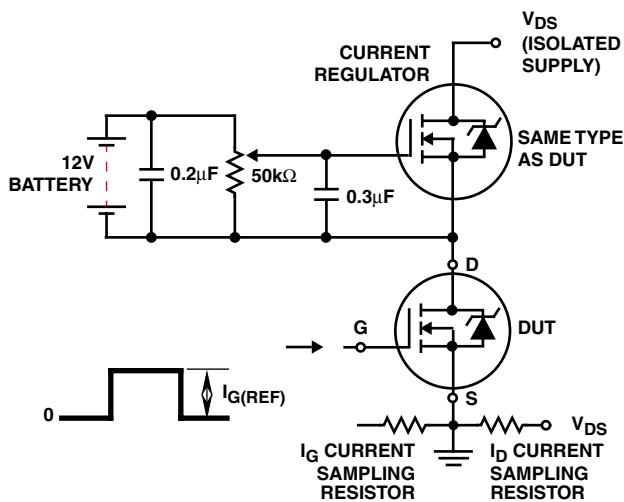 V_DS
(ISOLATED
SUPPLY)
CURRENT
REGULATOR
SAME TYPE
AS DUT
12V
BATTERY
0.2µF
50kΩ
0.3µF
D
G
DUT
I_G(REF)
0
S
V_DS
I_G CURRENT
SAMPLING
RESISTOR
I_D CURRENT
SAMPLING
RESISTOR